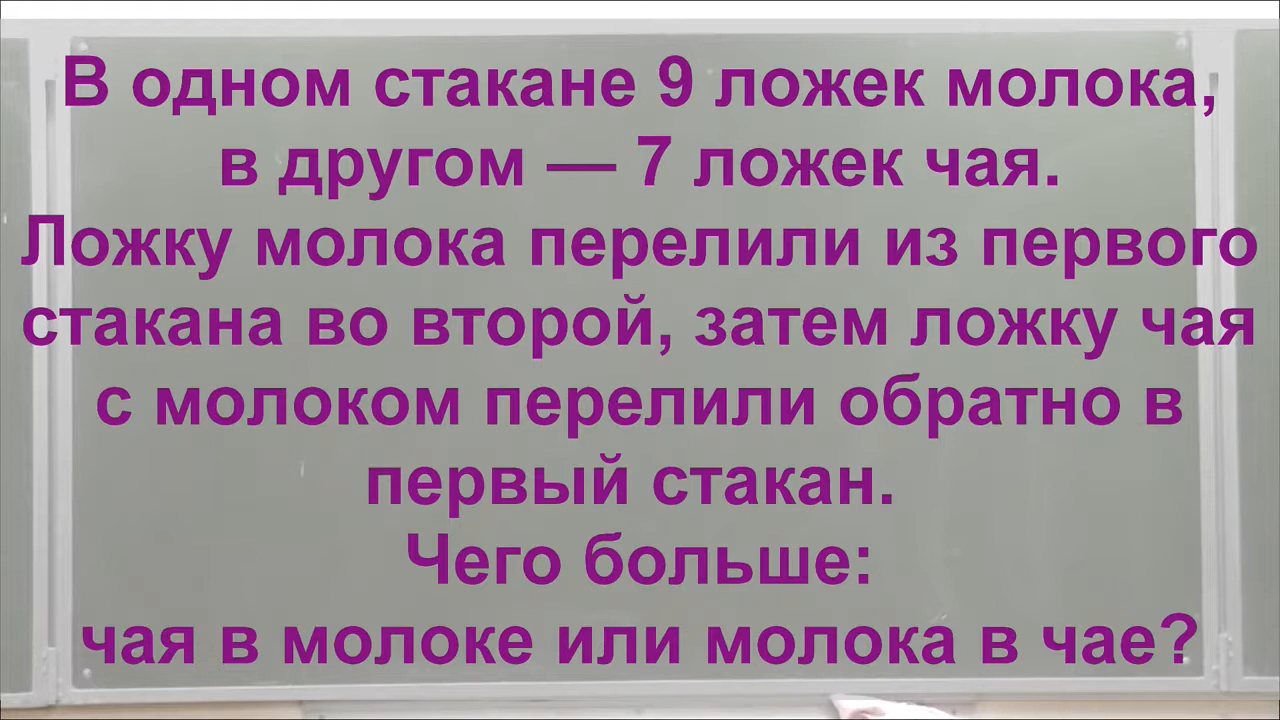 В одном стакане 9 ложек молока,
в другом — 7 ложек чая.
Ложку молока перелили из первого
стакана во второй, затем ложку чая
с молоком перелили обратно в
первый стакан.
Чего больше:
чая в молоке или молока в чае?